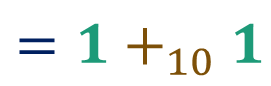 = 1 +₁₀ 1